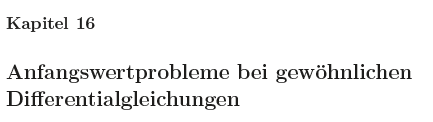 Kapitel 16
Anfangswertprobleme bei gewöhnlichen
Differentialgleichungen